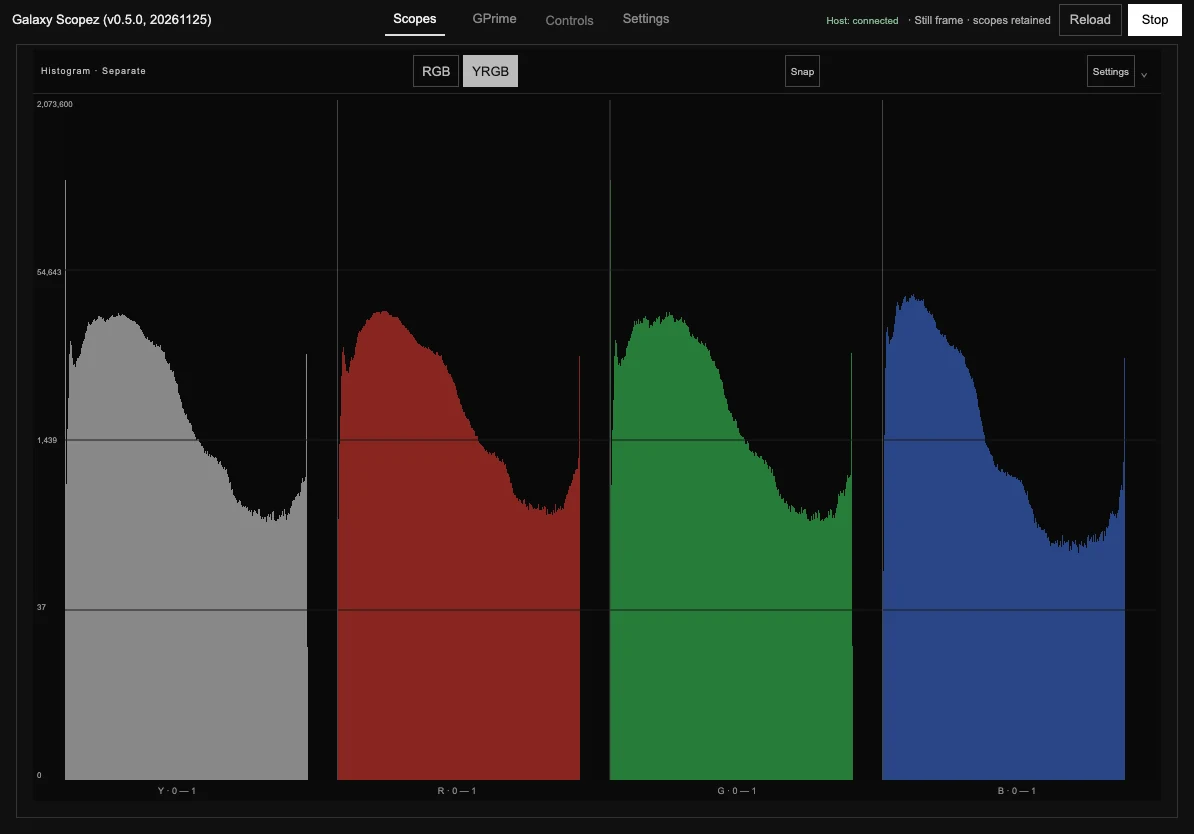 Galaxy Scopez (v0.5.0, 20261125)
Scopes
GPrime
Controls
Settings
Host: connected · Still frame · scopes retained
Reload
Stop
Histogram · Separate
RGB
YRGB
Snap
Settings
2,073,600
54,643
1,439
37
0
Y · 0 — 1
R · 0 — 1
G · 0 — 1
B · 0 — 1